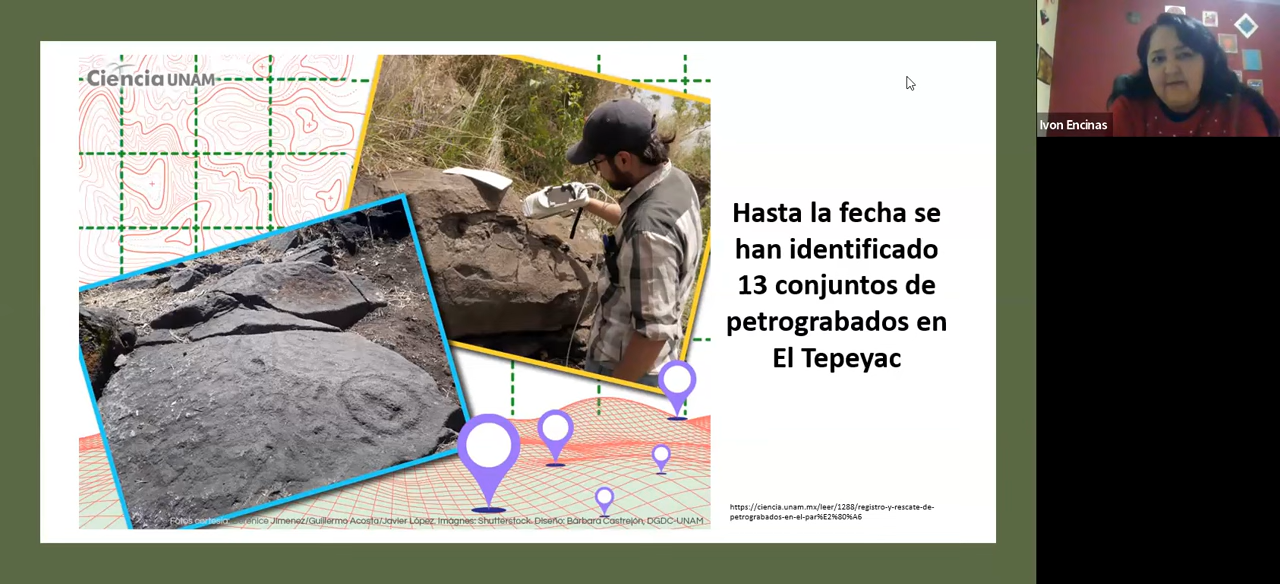 Ciencia UNAM
Ivon Encinas
Hasta la fecha se
han identificado
13 conjuntos de
petrograbados en
El Tepeyac
https://ciencia.unam.mx/leer/1288/registro-y-rescate-de-
petrograbados-en-el-par%E2%80%A6
Fotos cortesía: Berenice Jiménez/Guillermo Acosta/Javier López. Imágnes: Shutterstock. Diseño: Bárbara Castrejón, DGDC-UNAM